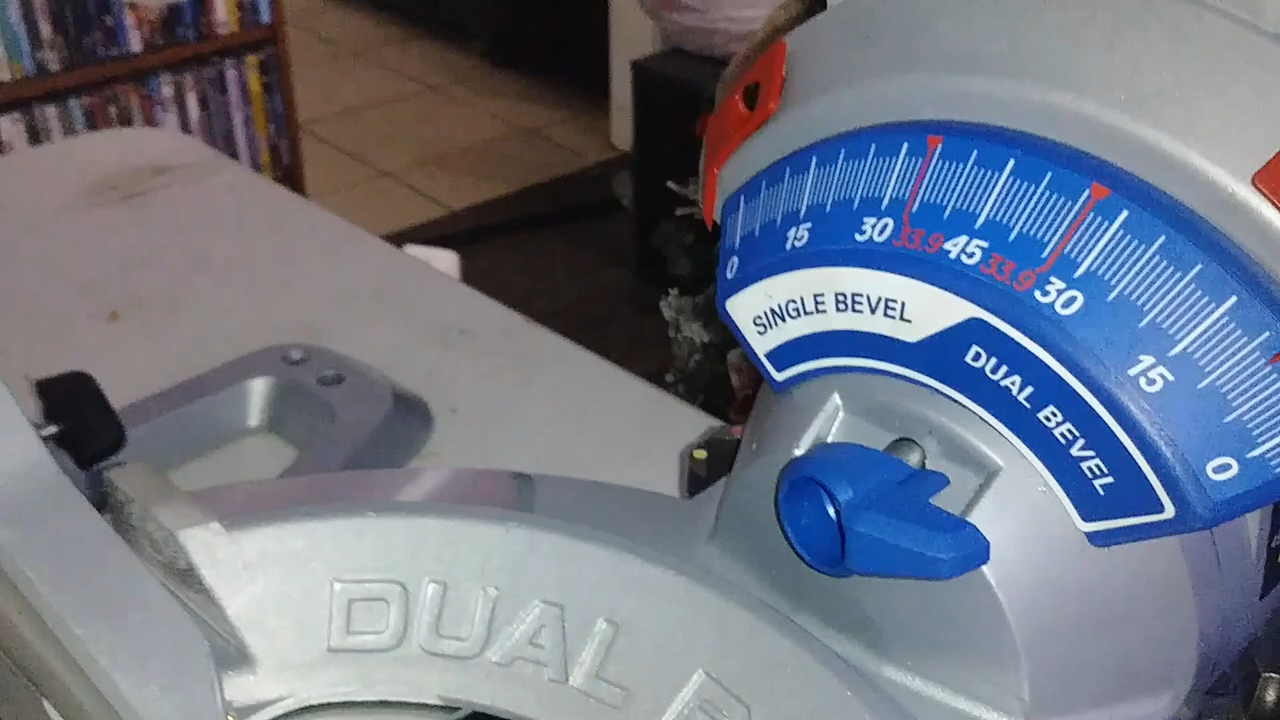 0 15 30 33.9 45 33.9 30 15 0
SINGLE BEVEL
DUAL BEVEL
DUAL